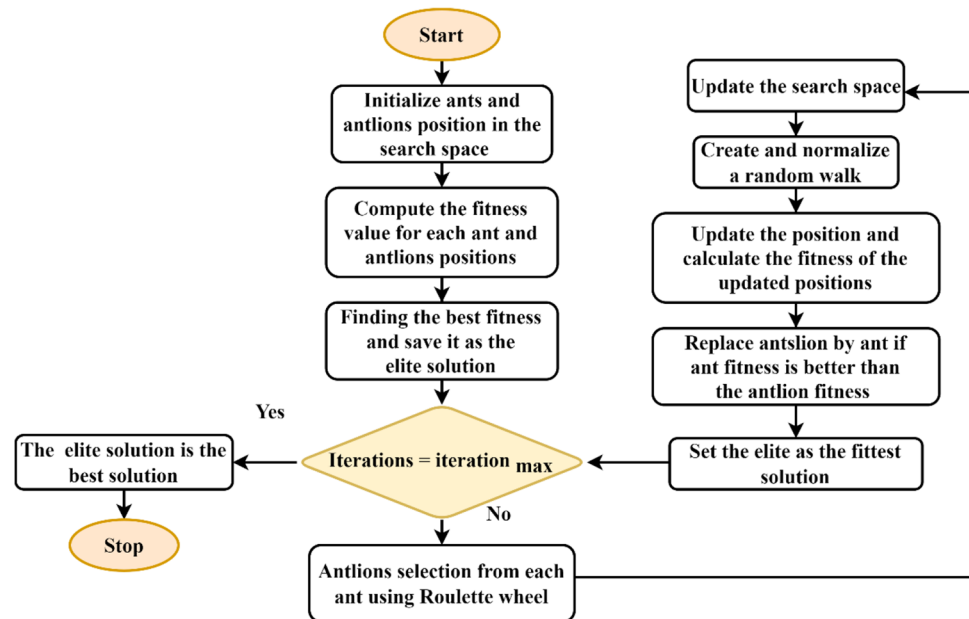 Start
Initialize ants and
antlions position in the
search space
Compute the fitness
value for each ant and
antlions positions
Finding the best fitness
and save it as the
elite solution
Iterations = iteration max
Yes
The elite solution is the
best solution
Stop
No
Antlions selection from each
ant using Roulette wheel
Update the search space
Create and normalize
a random walk
Update the position and
calculate the fitness of the
updated positions
Replace antslion by ant if
ant fitness is better than
the antlion fitness
Set the elite as the fittest
solution